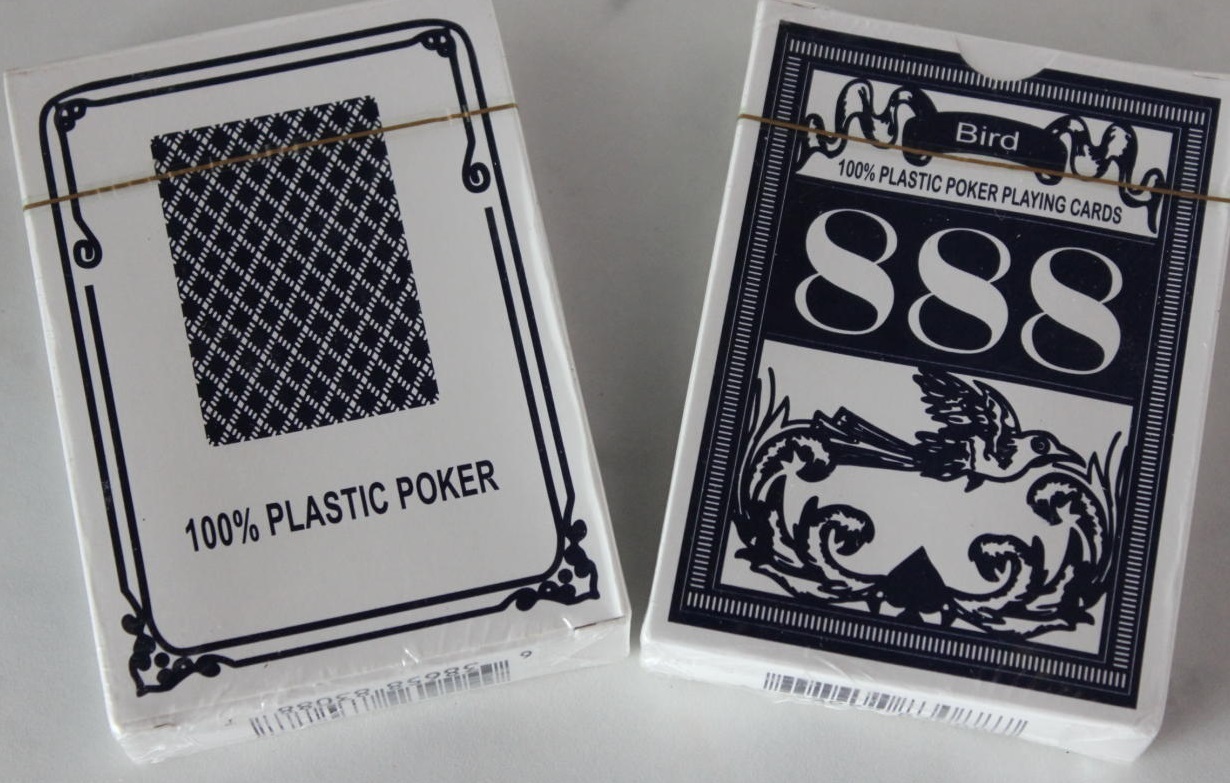 100% PLASTIC POKER
Bird
100% PLASTIC POKER PLAYING CARDS
888